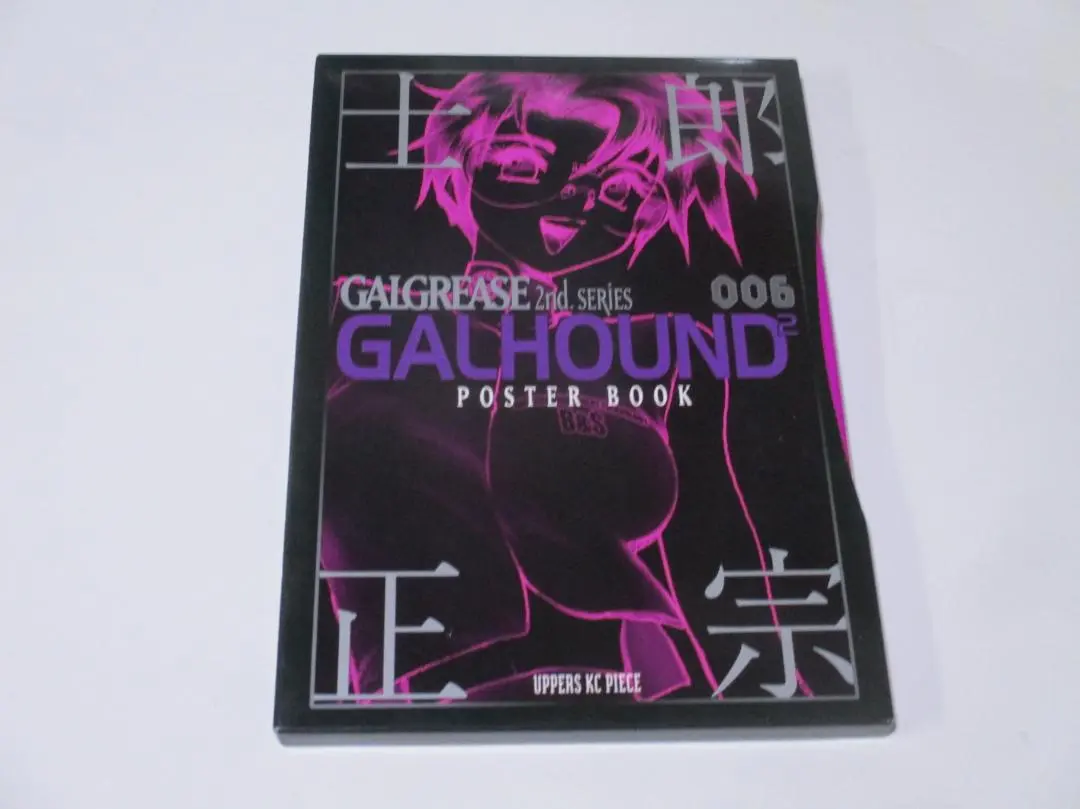 士郎
GALGREASE 2nd. SERIES 006
GALHOUND2
POSTER BOOK
B&S
正宗
UPPERS KC PIECE